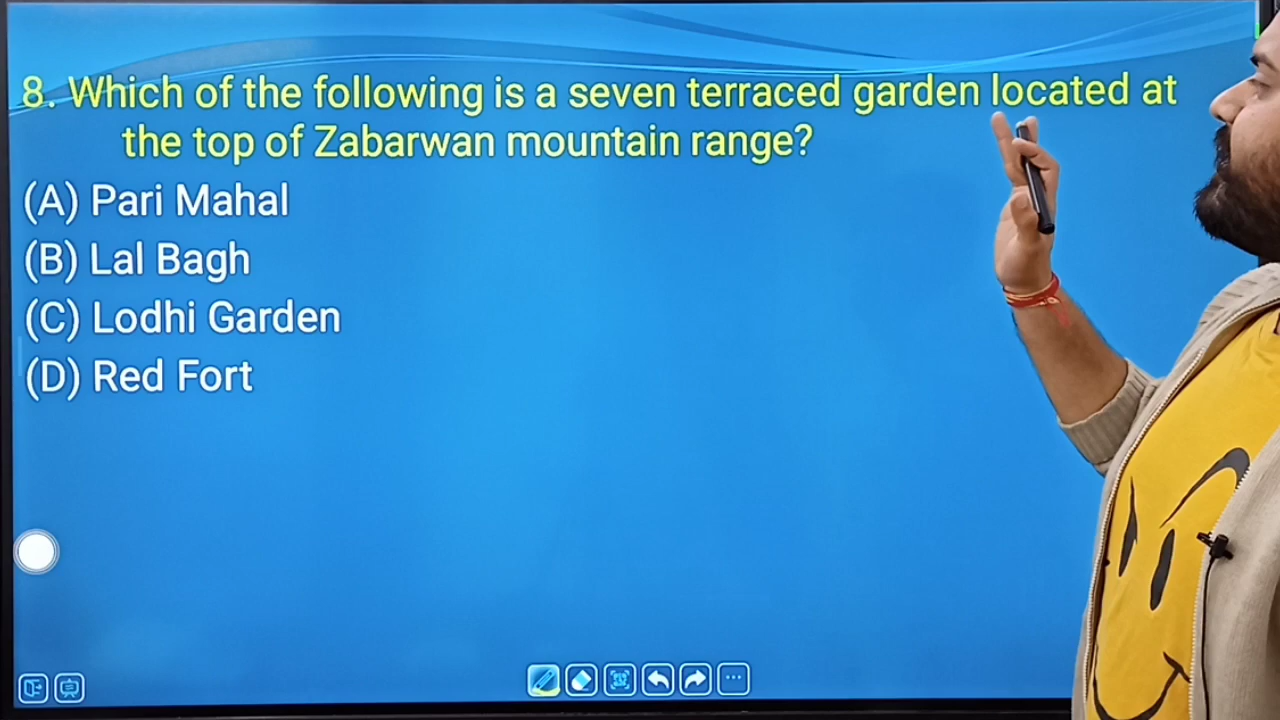 8. Which of the following is a seven terraced garden located at
the top of Zabarwan mountain range?
(A) Pari Mahal
(B) Lal Bagh
(C) Lodhi Garden
(D) Red Fort